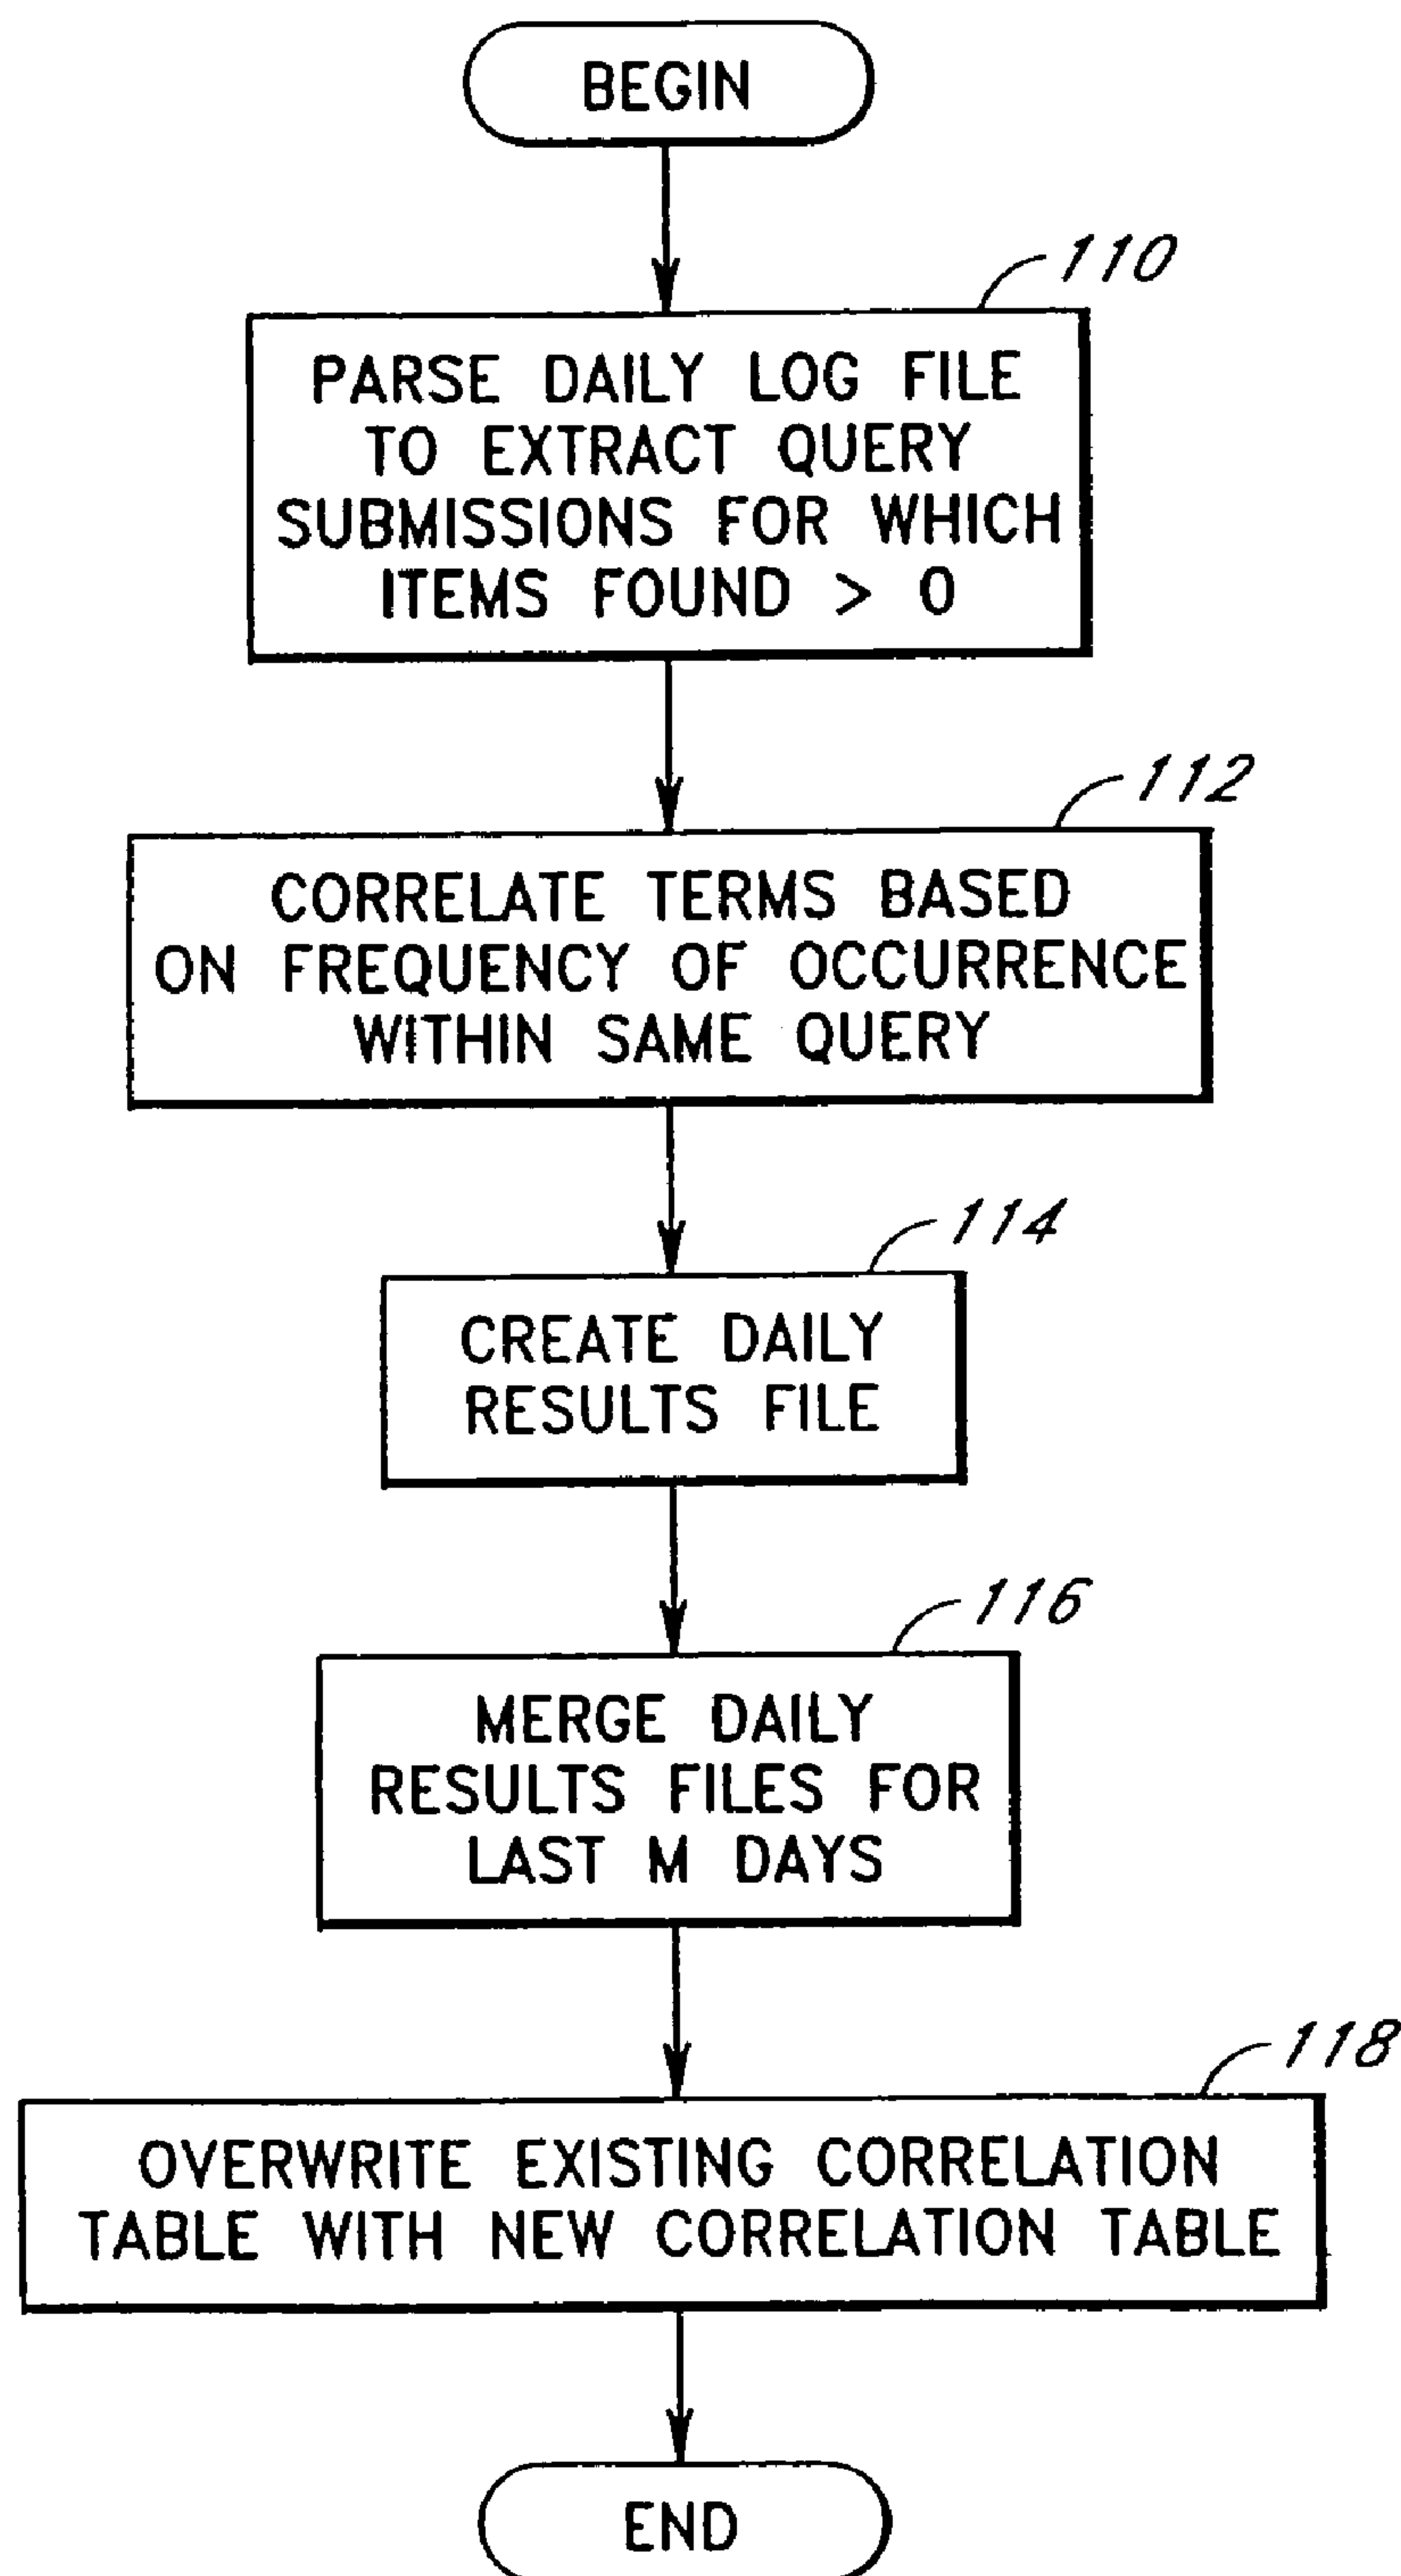 BEGIN
110
PARSE DAILY LOG FILE
TO EXTRACT QUERY
SUBMISSIONS FOR WHICH
ITEMS FOUND > 0
112
CORRELATE TERMS BASED
ON FREQUENCY OF OCCURRENCE
WITHIN SAME QUERY
114
CREATE DAILY
RESULTS FILE
116
MERGE DAILY
RESULTS FILES FOR
LAST M DAYS
118
OVERWRITE EXISTING CORRELATION
TABLE WITH NEW CORRELATION TABLE
END